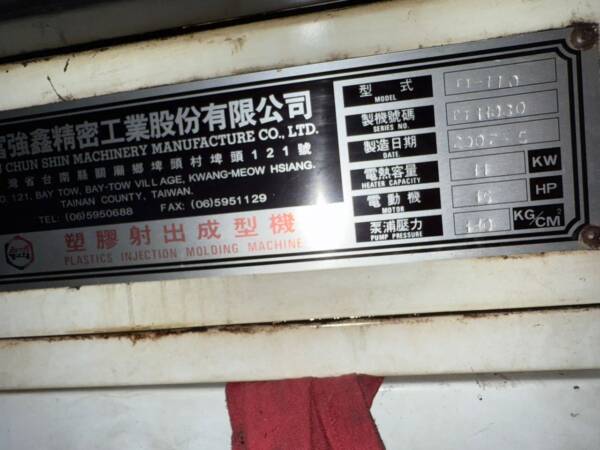 富強鑫精密工業股份有限公司
CHUN SHIN MACHINERY MANUFACTURE CO., LTD.
灣省台南縣關廟鄉埤頭村埤頭121號
NO. 121, BAY TOW, BAY-TOW VILLAGE, KWANG-MEOW HSIANG.
TAINAN COUNTY, TAIWAN.
TEL: (06)5950688 FAX: (06)5951129
塑膠射出成型機
PLASTICS INJECTION MOLDING MACHINE
型式
MODEL
製機號碼
SERIES NO.
製造日期
DATE.
電熱容量 KW
HEATER CAPACITY
電動機 HP
MOTOR
泵浦壓力 KG/CM²
PUMP PRESSURE